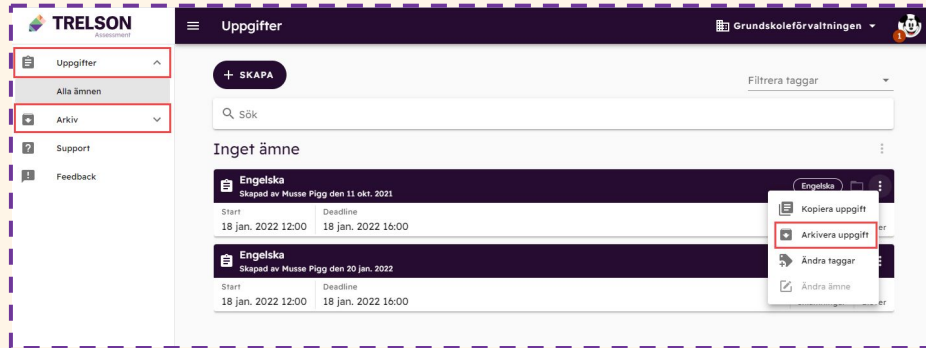 TRELSON
Assessment
Uppgifter
Alla ämnen
Arkiv
Support
Feedback
Uppgifter
Grundskoleförvaltningen
1
+ SKAPA
Filtrera taggar
Sök
Inget ämne
Engelska
Skapad av Musse Pigg den 11 okt. 2021
Engelska
Start Deadline
18 jan. 2022 12:00 18 jan. 2022 16:00
Kopiera uppgift
Arkivera uppgift
Ändra taggar
Ändra ämne
Engelska
Skapad av Musse Pigg den 20 jan. 2022
Start Deadline
18 jan. 2022 12:00 18 jan. 2022 16:00